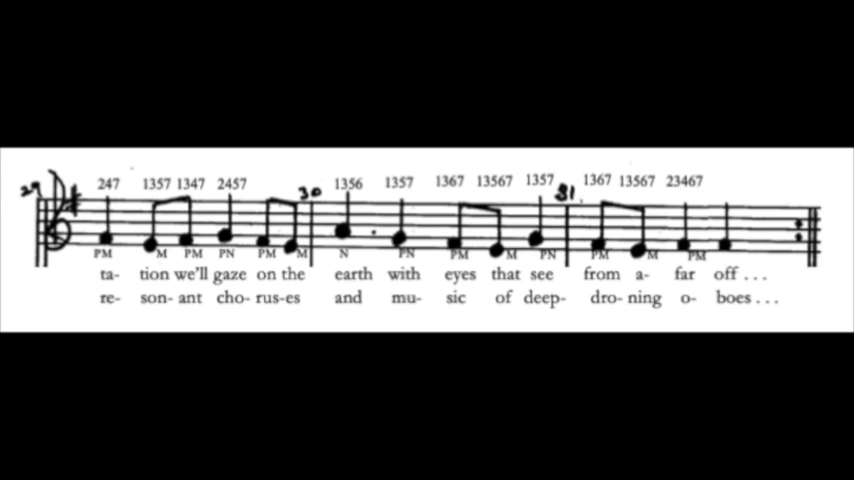 29 247 1357 1347 2457 30 1356 1357 1367 13567 1357 31 1367 13567 23467
PM M PM PN PM M N PN PM M PN PM M PM
ta- tion we'll gaze on the earth with eyes that see from a- far off . . .
re- son- ant cho- rus- es and mu- sic of deep- dro- ning o- boes . . .